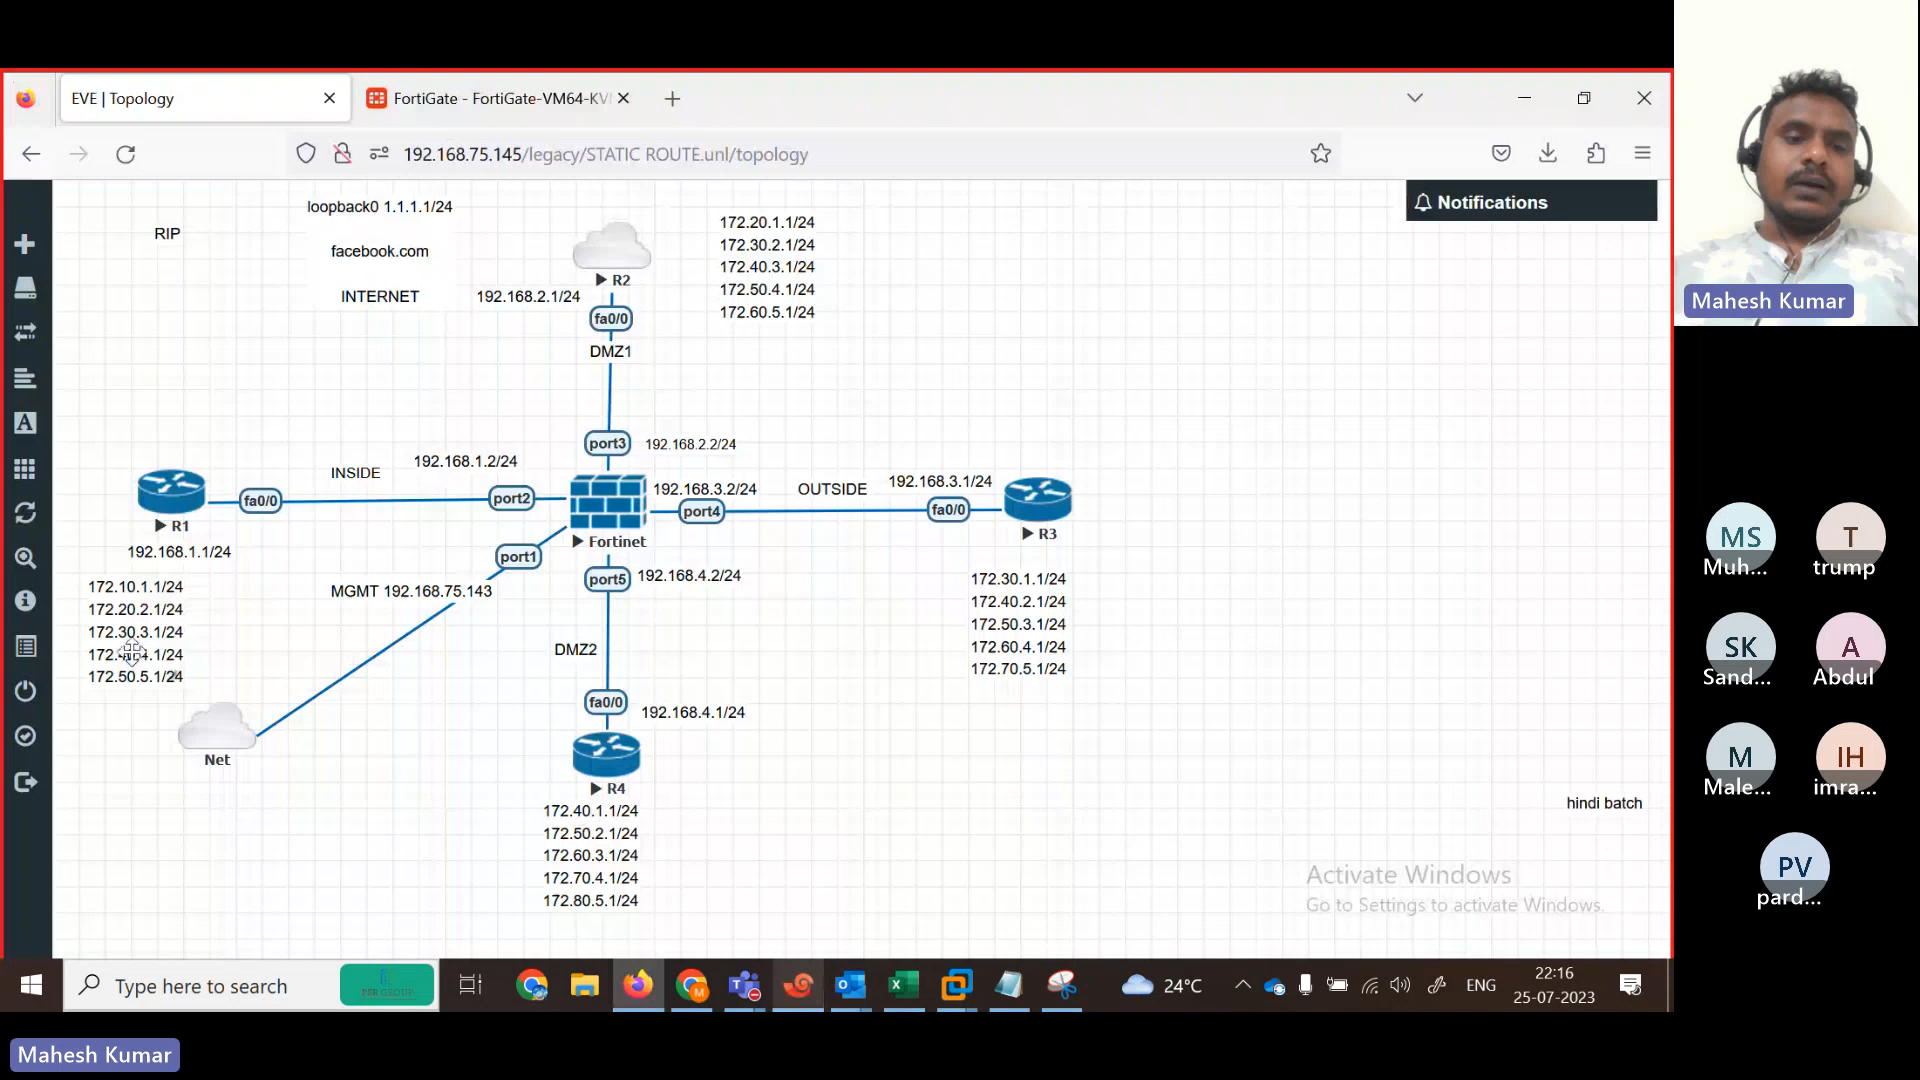 EVE | Topology
FortiGate - FortiGate-VM64-KV
192.168.75.145/legacy/STATIC ROUTE.unl/topology
Notifications
loopback0 1.1.1.1/24
RIP
facebook.com
INTERNET
192.168.2.1/24
R2
fa0/0
DMZ1
172.20.1.1/24
172.30.2.1/24
172.40.3.1/24
172.50.4.1/24
172.60.5.1/24
port3
192.168.2.2/24
INSIDE
192.168.1.2/24
fa0/0
port2
R1
192.168.1.1/24
192.168.3.2/24
port4
OUTSIDE
192.168.3.1/24
fa0/0
R3
Fortinet
port1
port5
192.168.4.2/24
MGMT 192.168.75.143
172.10.1.1/24
172.20.2.1/24
172.30.3.1/24
172.50.5.1/24
Net
172.30.1.1/24
172.40.2.1/24
172.50.3.1/24
172.60.4.1/24
172.70.5.1/24
DMZ2
fa0/0
192.168.4.1/24
R4
172.40.1.1/24
172.50.2.1/24
172.60.3.1/24
172.70.4.1/24
172.80.5.1/24
hindi batch
Activate Windows
Go to Settings to activate Windows.
Type here to search
24°C
ENG
22:16
25-07-2023
Mahesh Kumar
Mahesh Kumar
MS
Muh...
T
trump
SK
Sand...
A
Abdul
M
Male...
IH
imra...
PV
pard...